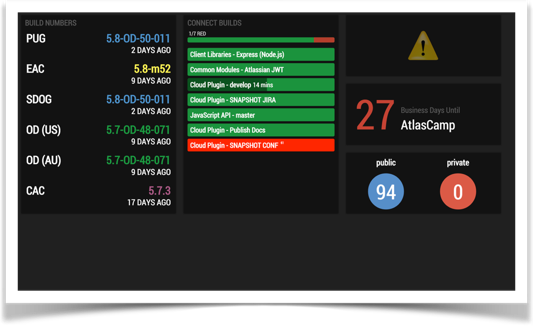 BUILD NUMBERS
PUG 5.8-OD-50-011
2 DAYS AGO
EAC 5.8-m52
9 DAYS AGO
SDOG 5.8-OD-50-011
2 DAYS AGO
OD (US) 5.7-OD-48-071
9 DAYS AGO
OD (AU) 5.7-OD-48-071
9 DAYS AGO
CAC 5.7.3
17 DAYS AGO
CONNECT BUILDS
1/7 RED
Client Libraries - Express (Node.js)
Common Modules - Atlassian JWT
Cloud Plugin - develop 14 mins
Cloud Plugin - SNAPSHOT JIRA
JavaScript API - master
Cloud Plugin - Publish Docs
Cloud Plugin - SNAPSHOT CONF
27 Business Days Until
AtlasCamp
public private
94 0